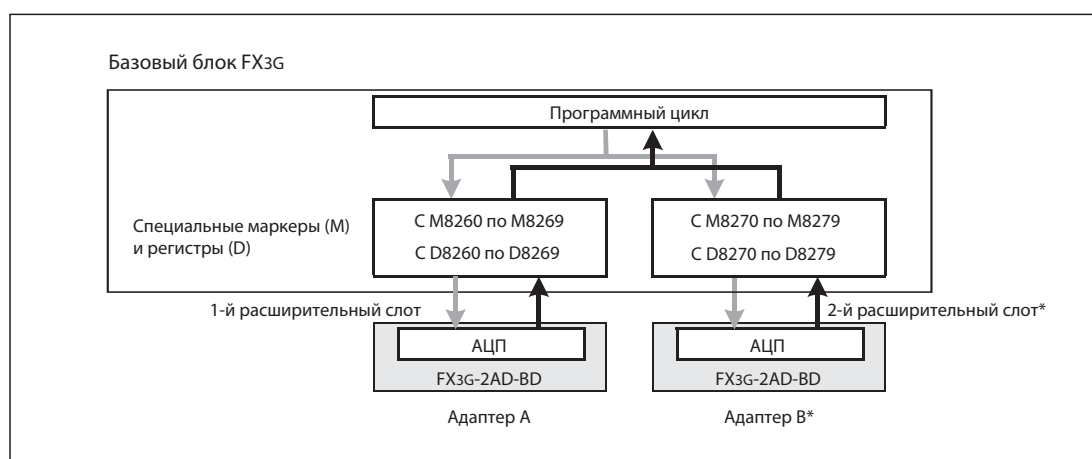 Базовый блок FX3G
Программный цикл
Специальные маркеры (M)
и регистры (D)
С M8260 по M8269
С D8260 по D8269
С M8270 по M8279
С D8270 по D8279
1-й расширительный слот
2-й расширительный слот*
АЦП
FX3G-2AD-BD
АЦП
FX3G-2AD-BD
Адаптер A
Адаптер B*